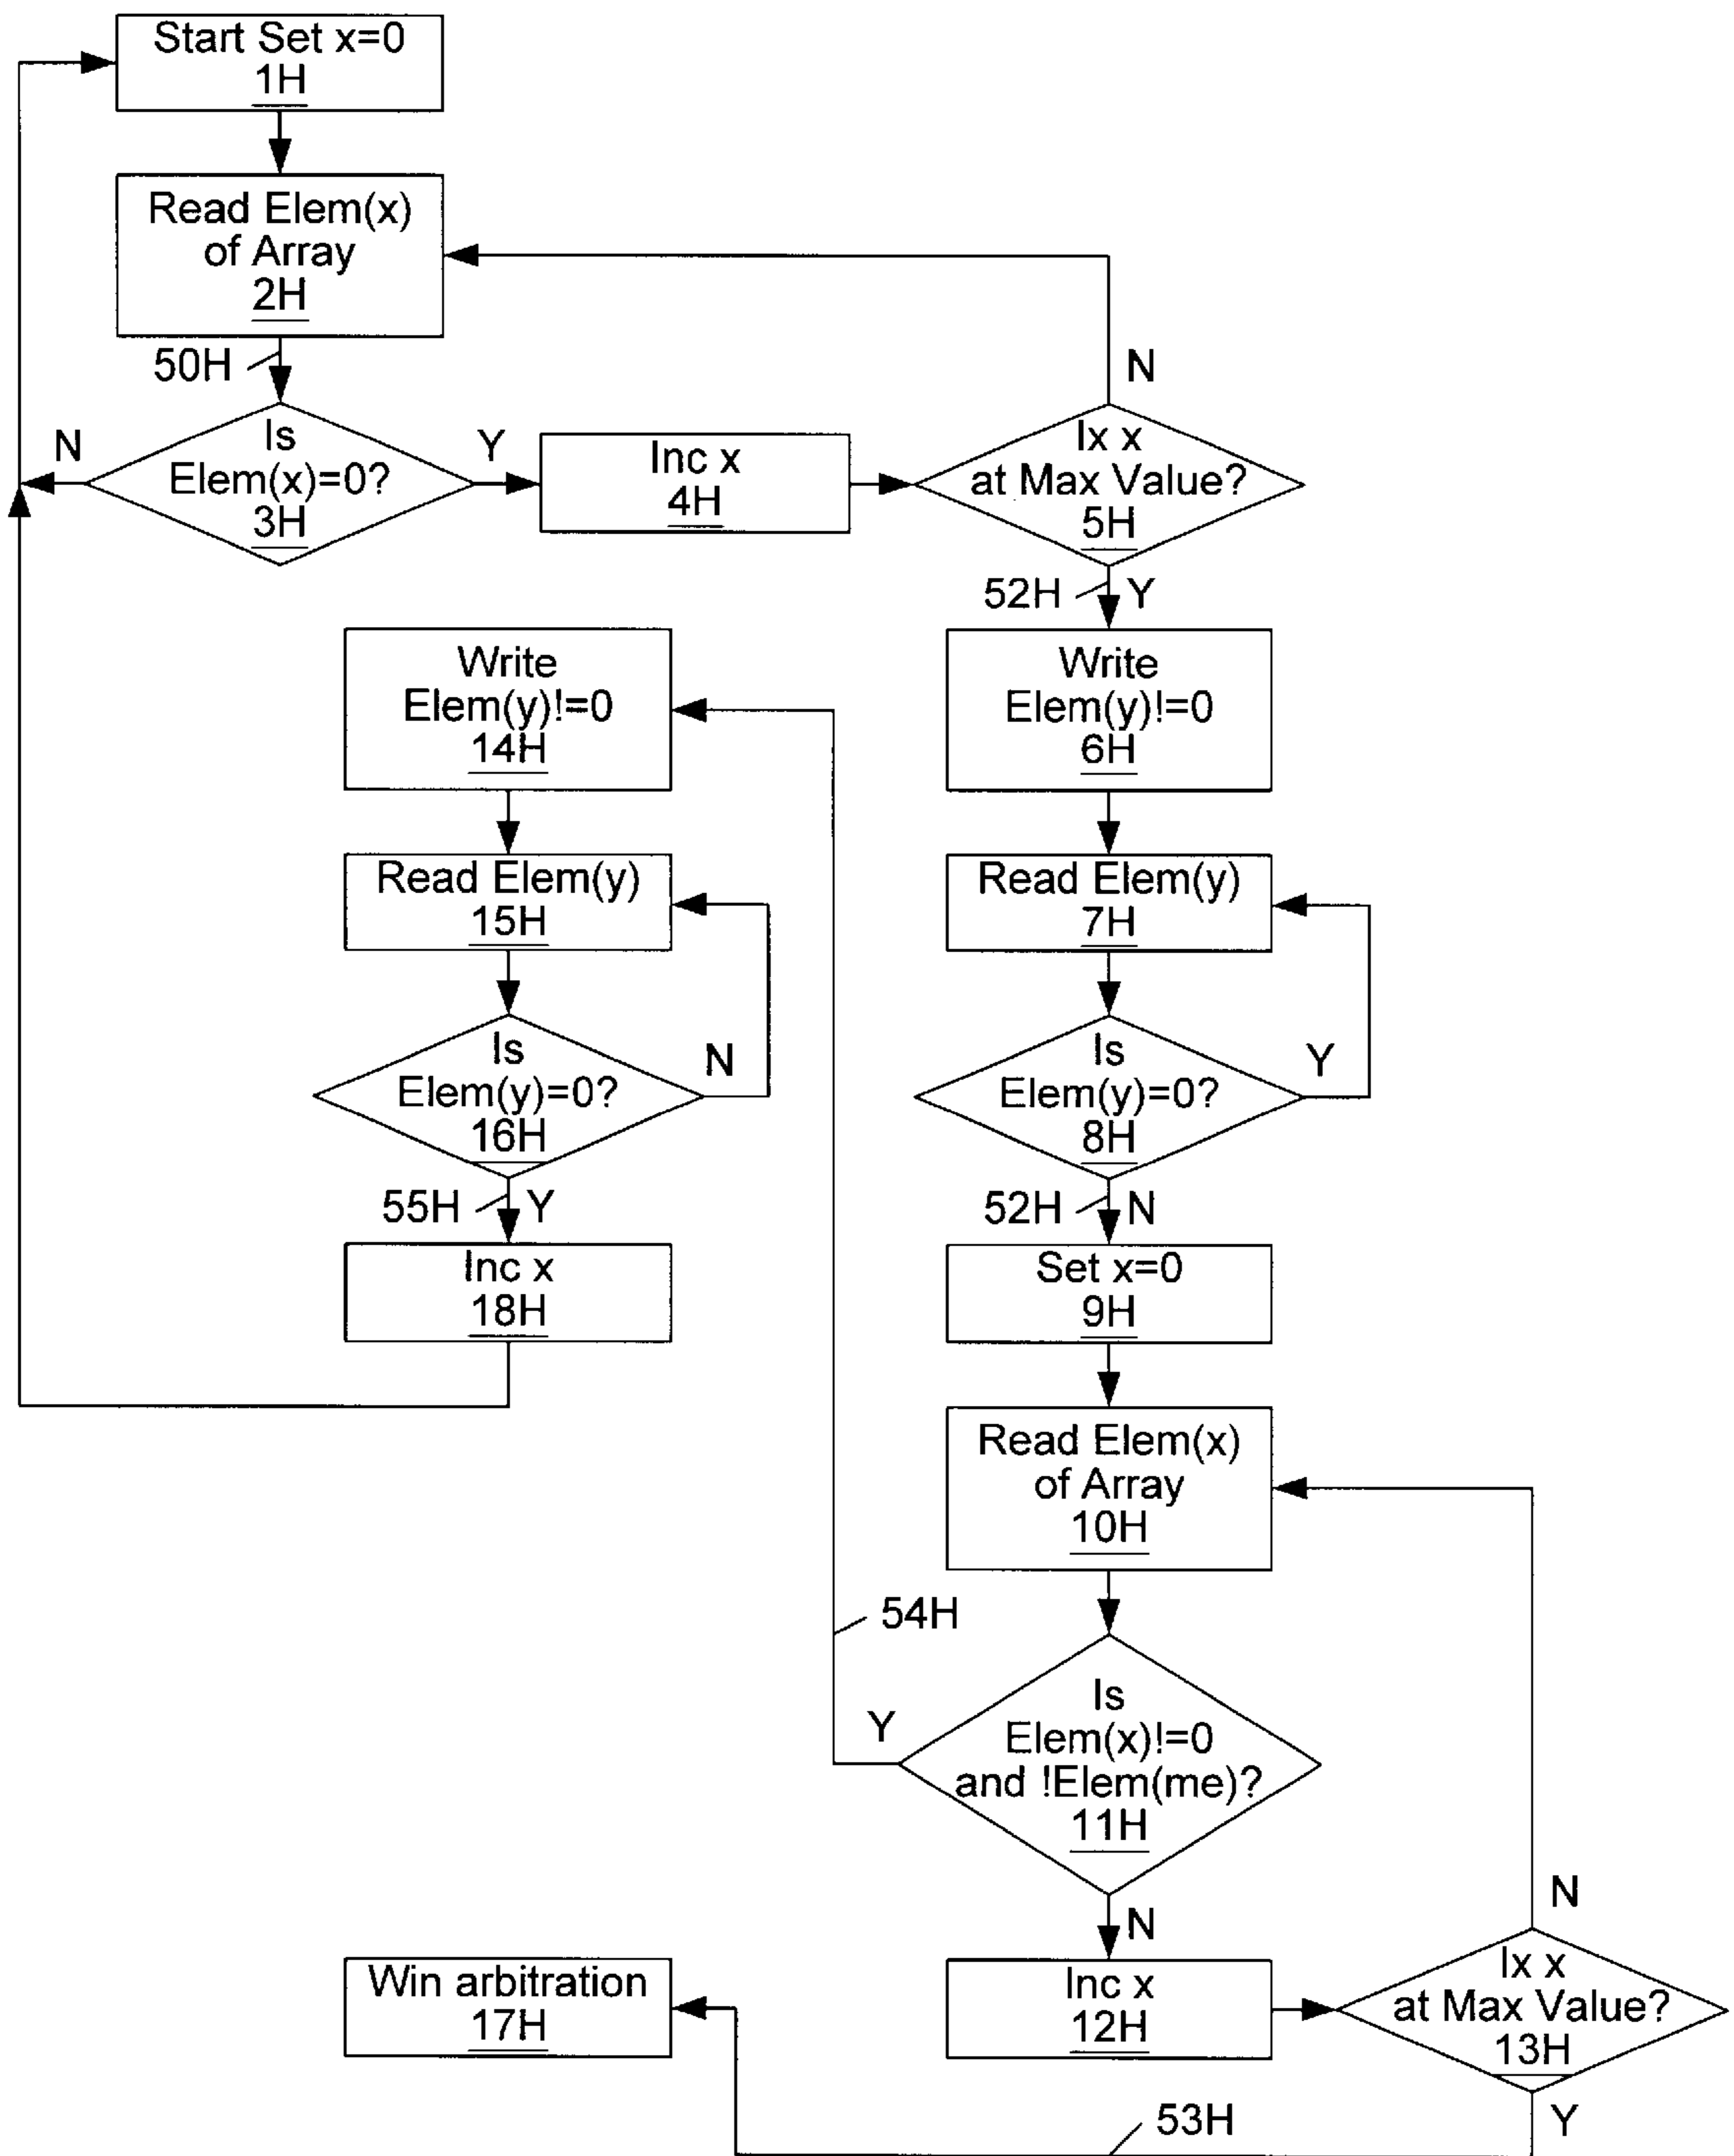 Start Set x=0
1H
Read Elem(x)
of Array
2H
50H
N
Is
Elem(x)=0?
3H
Y
Inc x
4H
N
Ix x
at Max Value?
5H
52H
Y
Write
Elem(y)!=0
14H
Write
Elem(y)!=0
6H
Read Elem(y)
15H
Read Elem(y)
7H
Is
Elem(y)=0?
16H
N
Is
Elem(y)=0?
8H
Y
55H
Y
52H
N
Inc x
18H
Set x=0
9H
Read Elem(x)
of Array
10H
54H
Y
Is
Elem(x)!=0
and !Elem(me)?
11H
N
N
Win arbitration
17H
Inc x
12H
Ix x
at Max Value?
13H
53H
Y